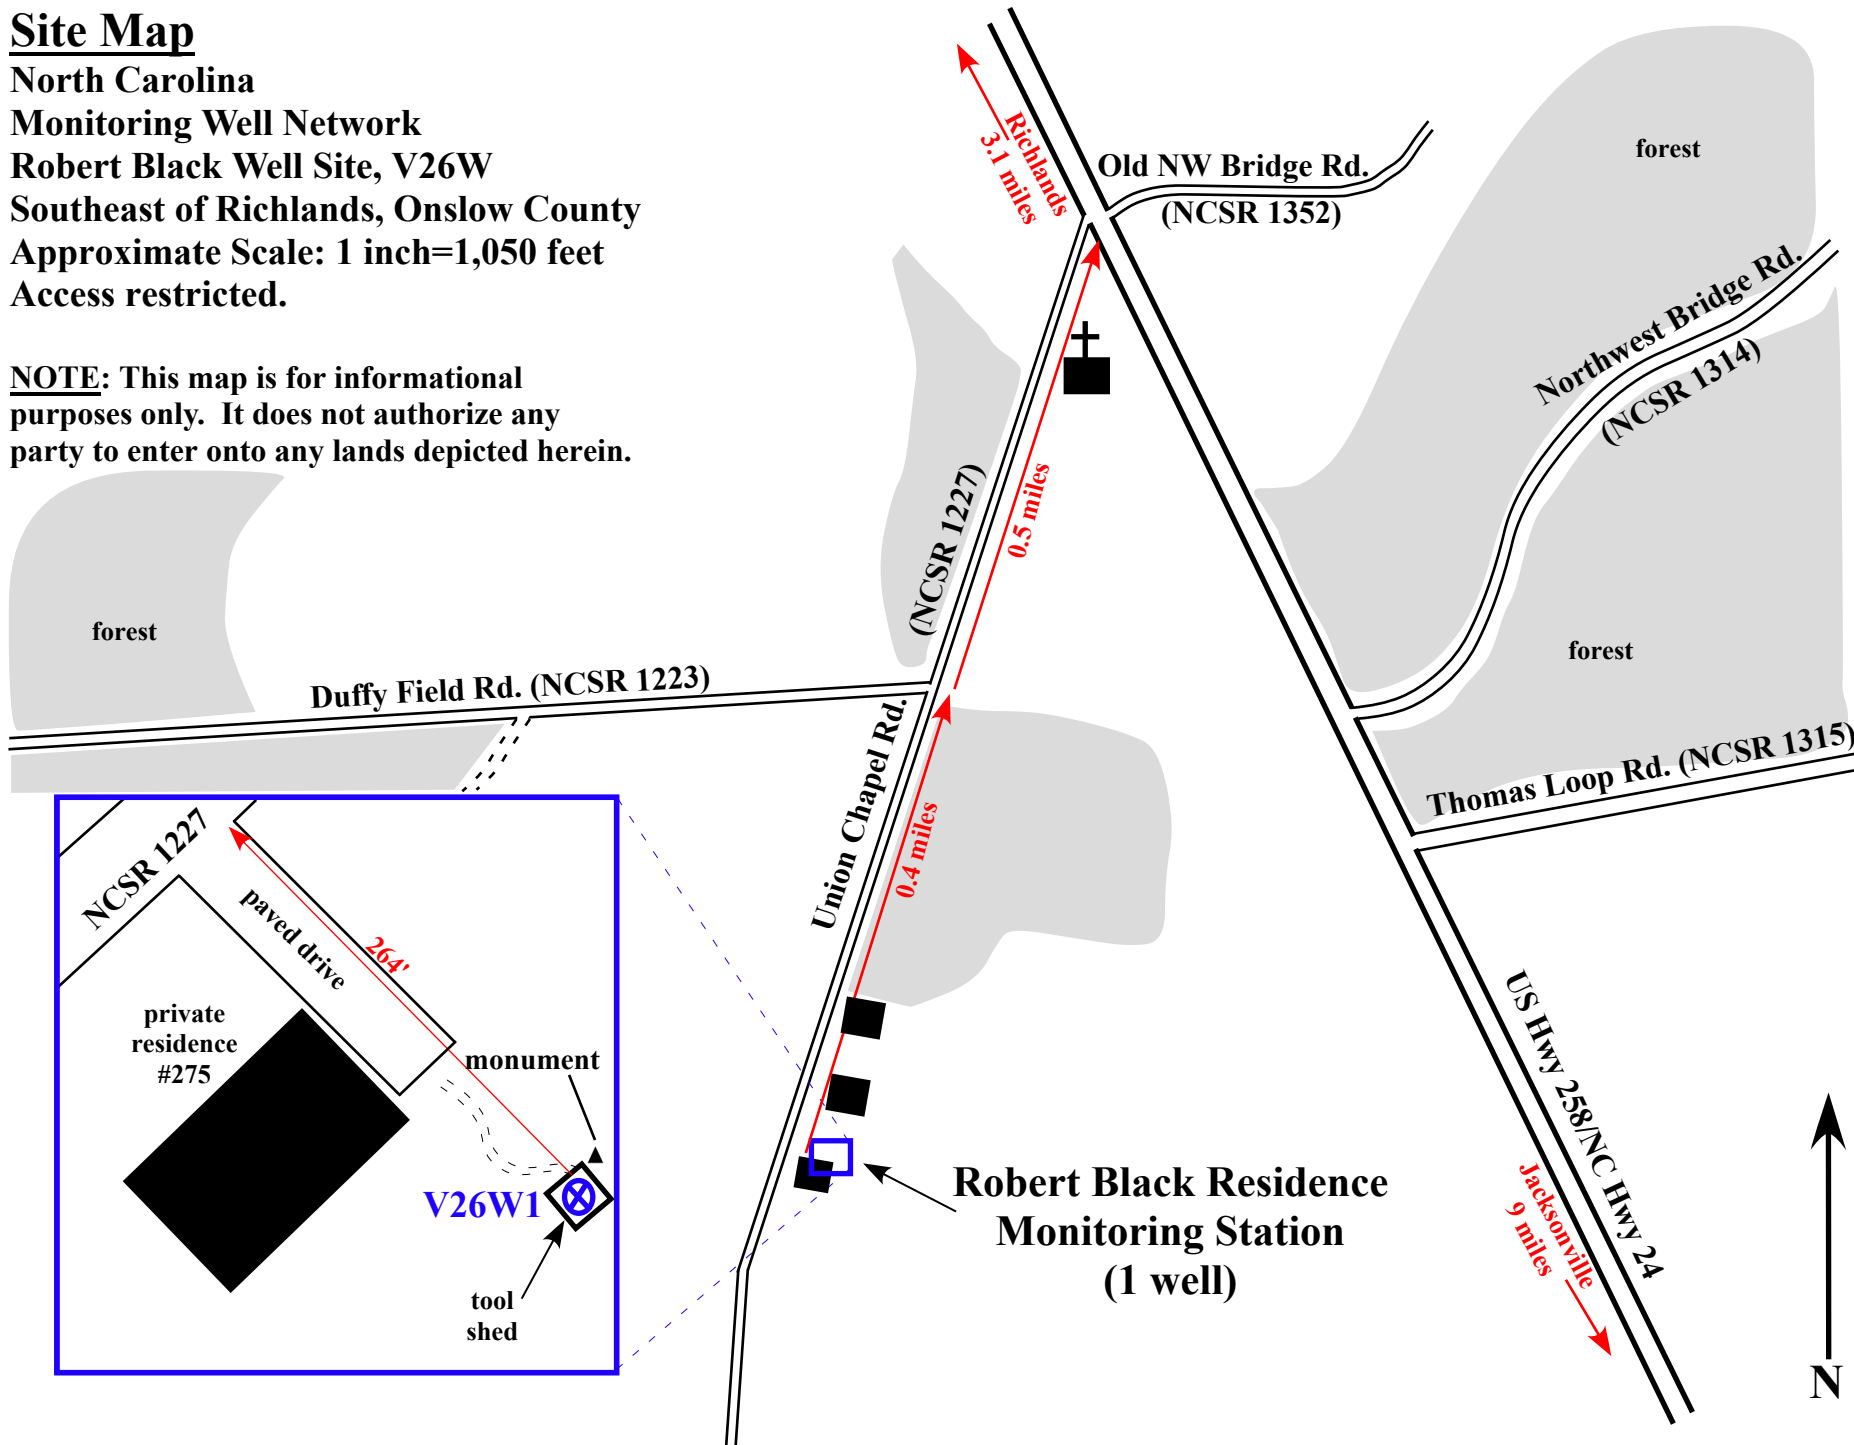 Site Map
North Carolina
Monitoring Well Network
Robert Black Well Site, V26W
Southeast of Richlands, Onslow County
Approximate Scale: 1 inch=1,050 feet
Access restricted.
NOTE: This map is for informational
purposes only.  It does not authorize any
party to enter onto any lands depicted herein.
Richlands
3.1 miles
Old NW Bridge Rd.
(NCSR 1352)
forest
Northwest Bridge Rd.
(NCSR 1314)
(NCSR 1227)
0.5 miles
forest
forest
Duffy Field Rd. (NCSR 1223)
Union Chapel Rd.
0.4 miles
Thomas Loop Rd. (NCSR 1315)
NCSR 1227
paved drive
264'
private
residence
#275
monument
V26W1
tool
shed
Robert Black Residence
Monitoring Station
(1 well)
US Hwy 258/NC Hwy 24
Jacksonville
9 miles
N